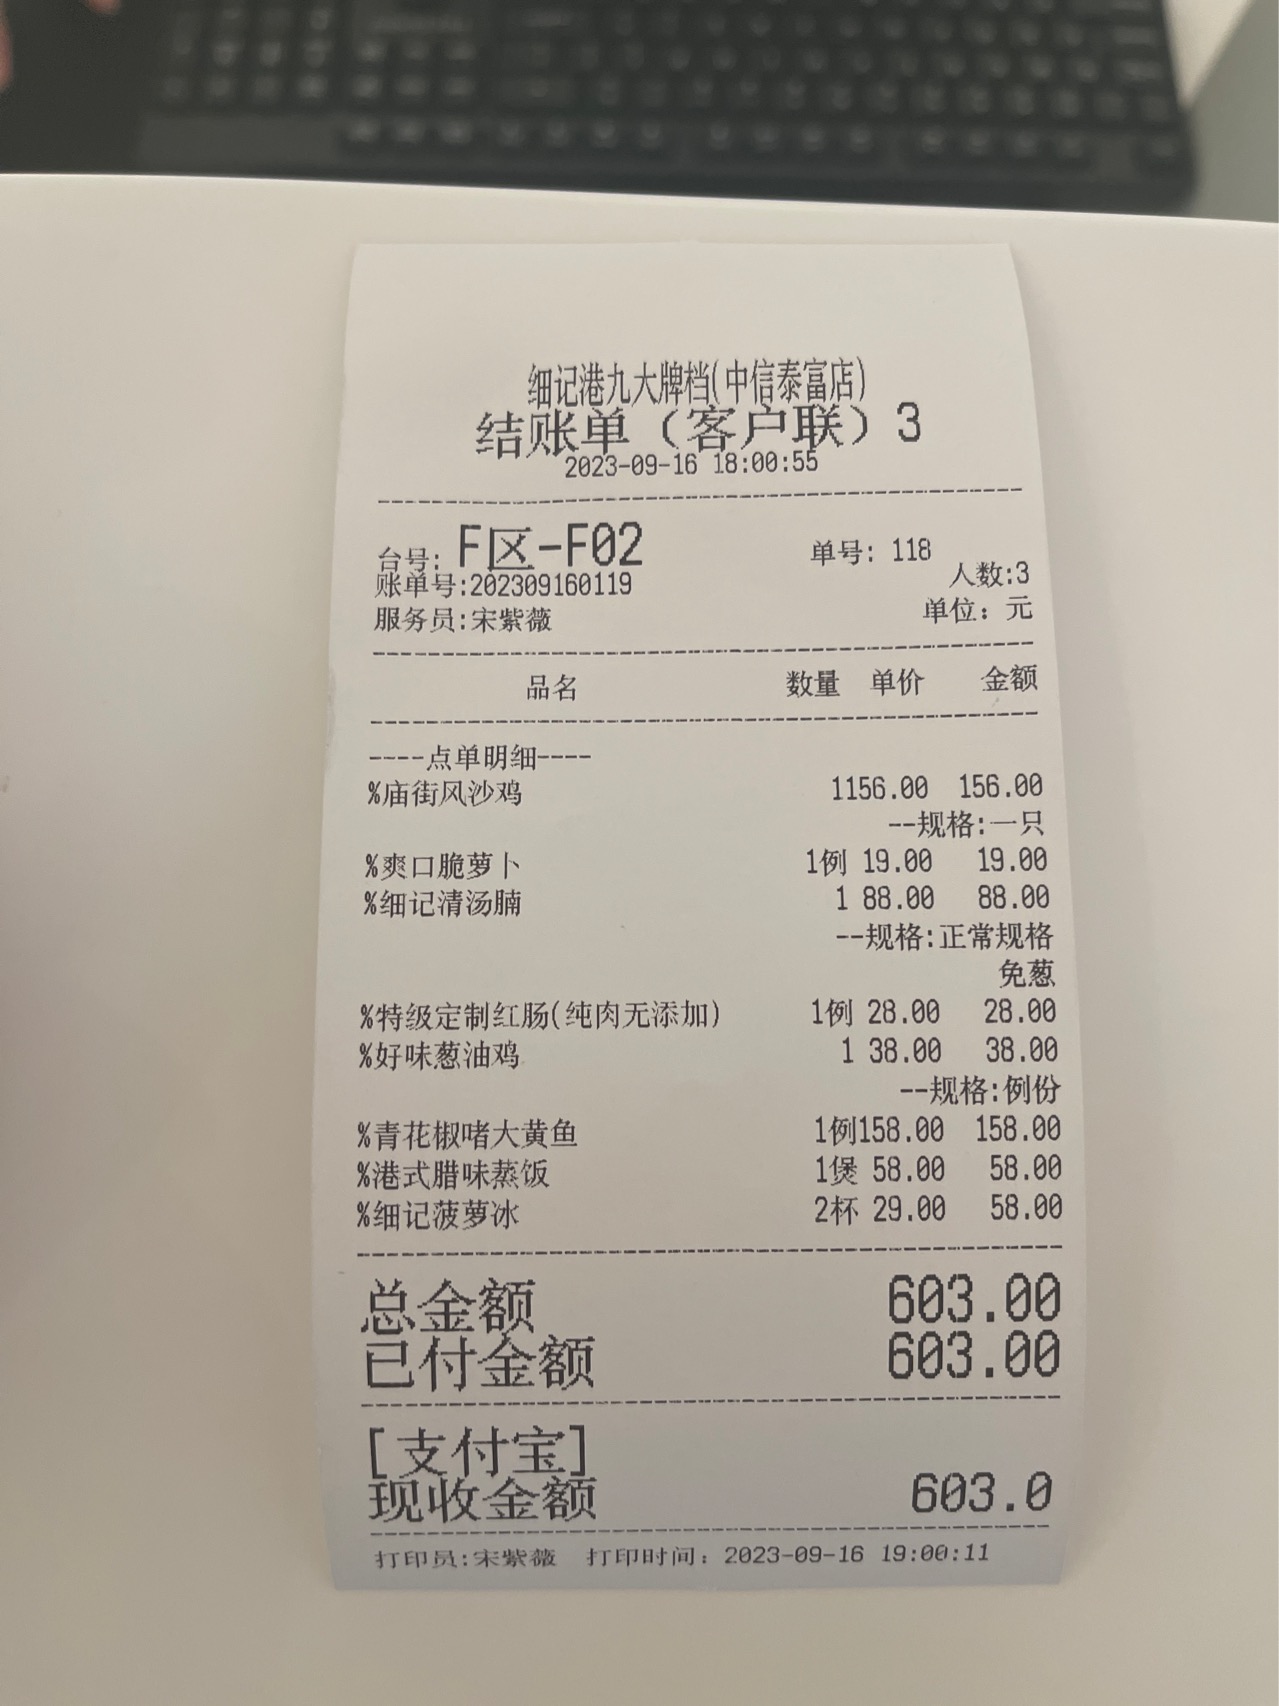 细记港九大牌档(中信泰富店)
结账单（客户联）3
2023-09-16 18:00:55
台号: F区-F02 单号: 118
账单号:202309160119 人数:3
服务员:宋紫薇 单位: 元
品名 数量 单价 金额
----点单明细----
%庙街风沙鸡 1156.00 156.00
--规格:一只
%爽口脆萝卜 1例 19.00 19.00
%细记清汤腩 1 88.00 88.00
--规格:正常规格
免葱
%特级定制红肠(纯肉无添加) 1例 28.00 28.00
%好味葱油鸡 1 38.00 38.00
--规格:例份
%青花椒啫大黄鱼 1例158.00 158.00
%港式腊味蒸饭 1煲 58.00 58.00
%细记菠萝冰 2杯 29.00 58.00
总金额 603.00
已付金额 603.00
[支付宝]
现收金额 603.0
打印员:宋紫薇 打印时间: 2023-09-16 19:00:11